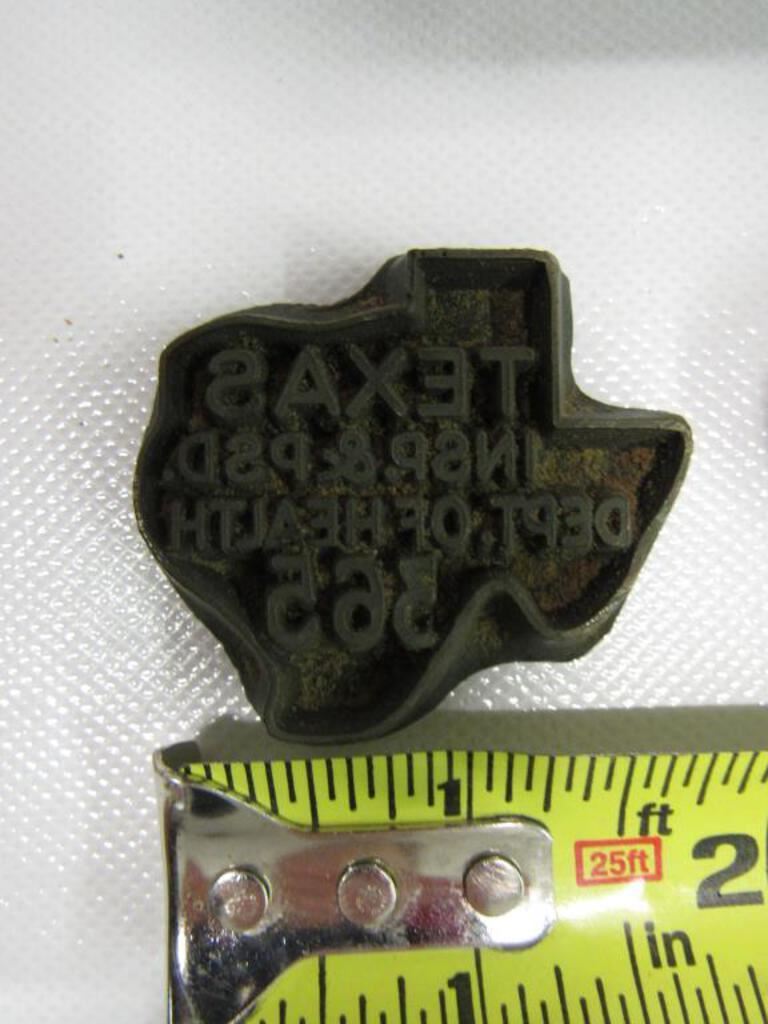 TEXAS
INSP.&PSD.
DEPT.OF HEALTH
365
1
ft
25ft
2
in
1